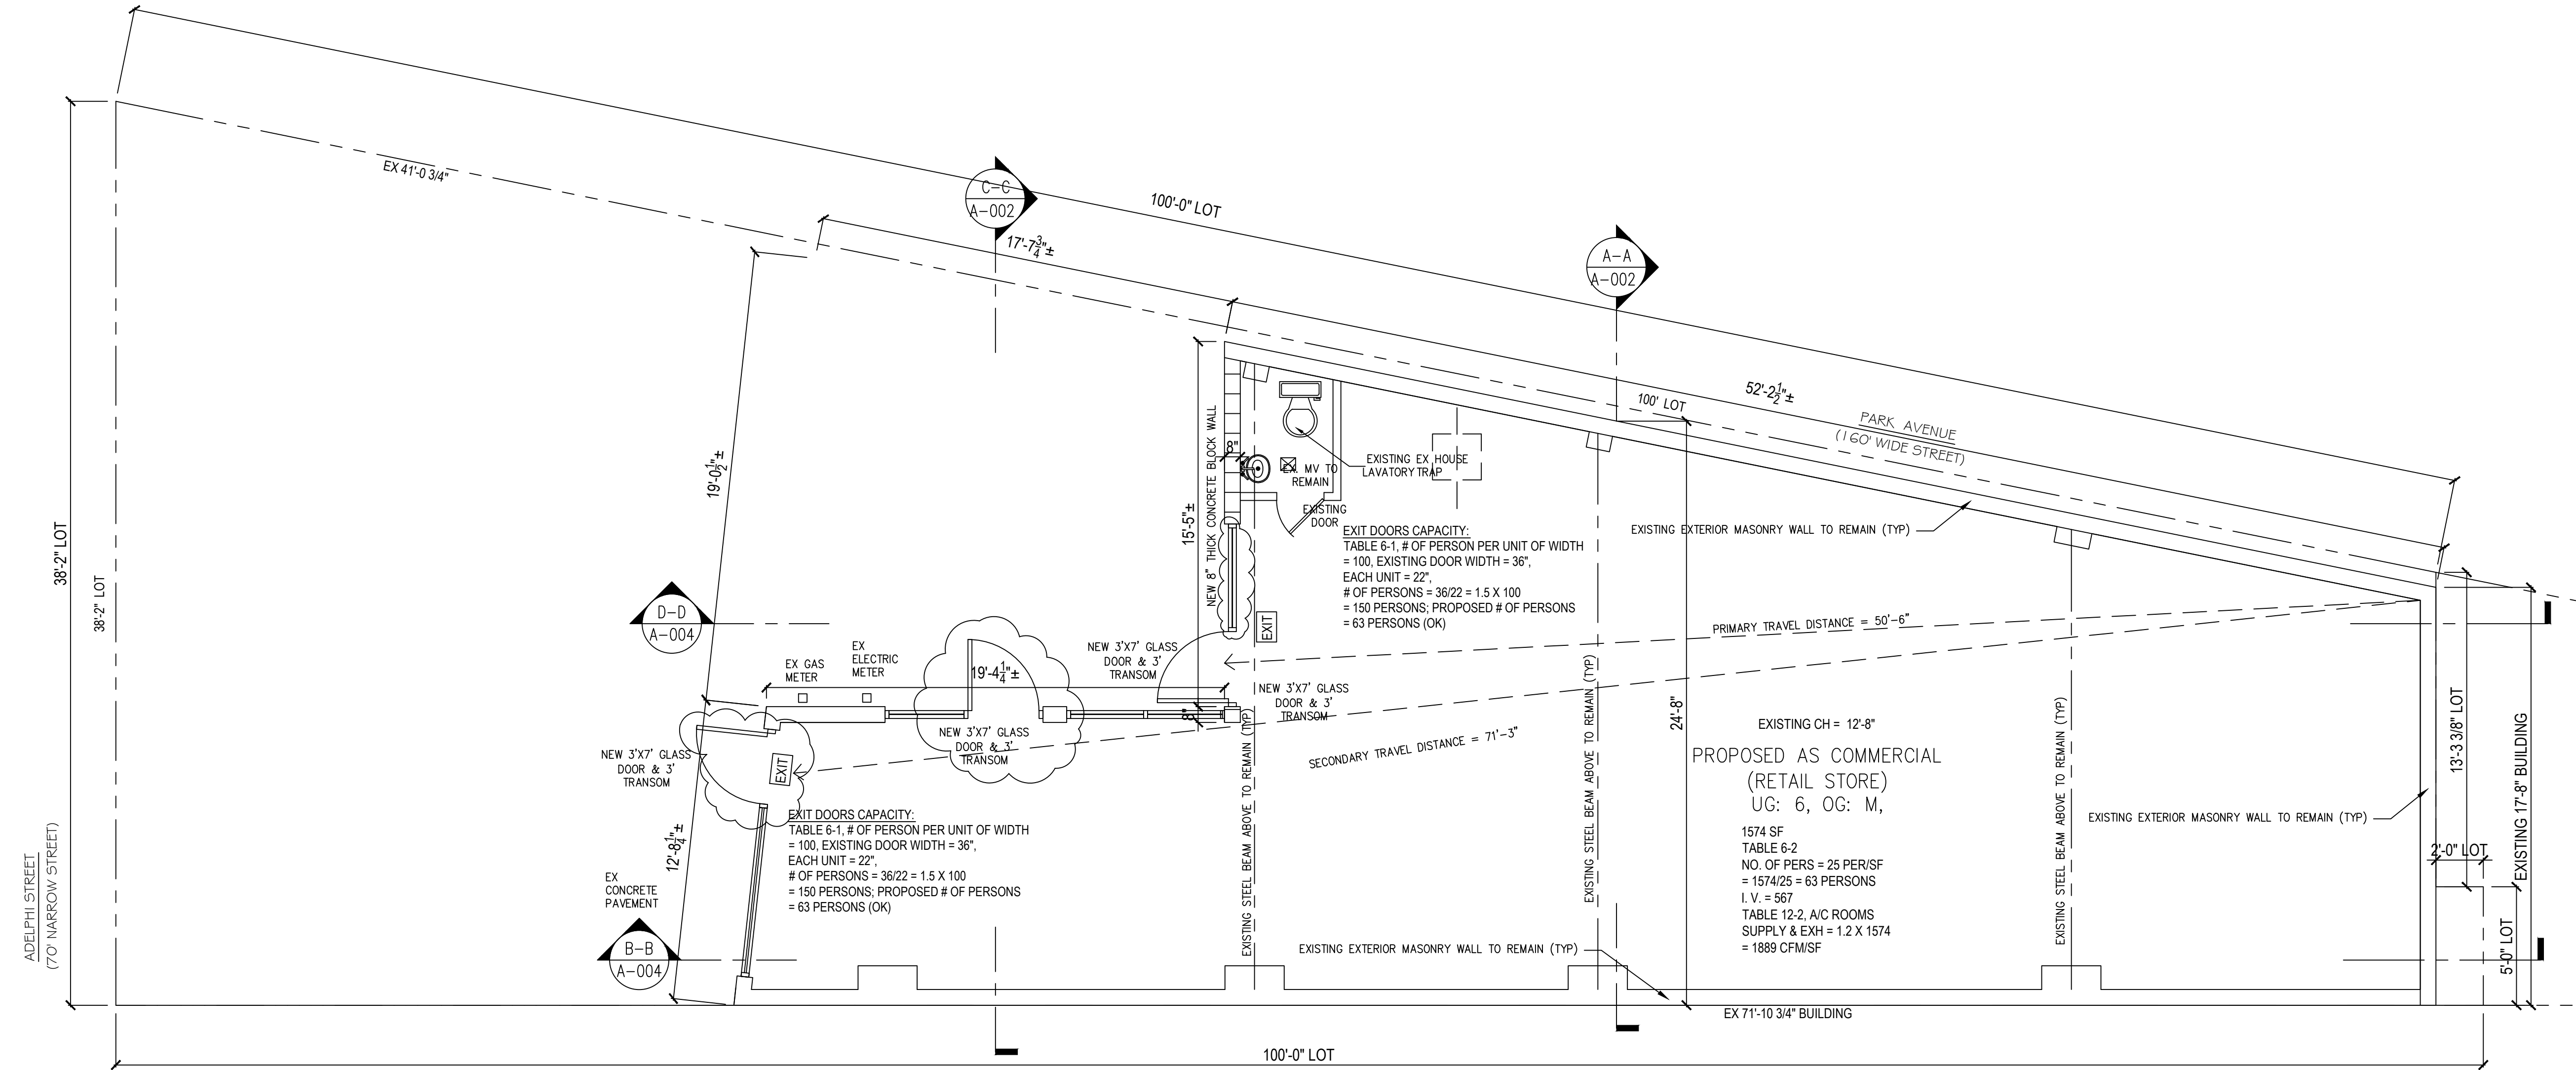 100'-0" LOT
EX 41'-0 3/4"
C-C
A-002
17'-7 3/4"±
A-A
A-002
52'-2 1/2"±
100' LOT
PARK AVENUE
(160' WIDE STREET)
38'-2" LOT
38'-2" LOT
19'-0 1/2"±
15'-5"±
NEW 8" THICK CONCRETE BLOCK WALL
8"
EX. MV TO
REMAIN
EXISTING EX HOUSE
LAVATORY TRAP
EXISTING
DOOR
EXIT DOORS CAPACITY:
TABLE 6-1, # OF PERSON PER UNIT OF WIDTH
= 100, EXISTING DOOR WIDTH = 36",
EACH UNIT = 22",
# OF PERSONS = 36/22 = 1.5 X 100
= 150 PERSONS; PROPOSED # OF PERSONS
= 63 PERSONS (OK)
EXISTING EXTERIOR MASONRY WALL TO REMAIN (TYP)
EXIT
PRIMARY TRAVEL DISTANCE = 50'-6"
D-D
A-004
EX GAS
METER
EX
ELECTRIC
METER
19'-4 1/4"±
NEW 3'X7' GLASS
DOOR & 3'
TRANSOM
NEW 3'X7' GLASS
DOOR & 3'
TRANSOM
8"
NEW 3'X7' GLASS
DOOR & 3'
TRANSOM
NEW 3'X7' GLASS
DOOR & 3'
TRANSOM
EXIT
SECONDARY TRAVEL DISTANCE = 71'-3"
24'-8"
EXISTING CH = 12'-8"
PROPOSED AS COMMERCIAL
(RETAIL STORE)
UG: 6, OG: M,
1574 SF
TABLE 6-2
NO. OF PERS = 25 PER/SF
= 1574/25 = 63 PERSONS
I. V. = 567
TABLE 12-2, A/C ROOMS
SUPPLY & EXH = 1.2 X 1574
= 1889 CFM/SF
EXISTING STEEL BEAM ABOVE TO REMAIN (TYP)
EXISTING STEEL BEAM ABOVE TO REMAIN (TYP)
EXISTING STEEL BEAM ABOVE TO REMAIN (TYP)
EXISTING EXTERIOR MASONRY WALL TO REMAIN (TYP)
13'-3 3/8" LOT
EXISTING 17'-8" BUILDING
2'-0" LOT
5'-0" LOT
EXIT DOORS CAPACITY:
TABLE 6-1, # OF PERSON PER UNIT OF WIDTH
= 100, EXISTING DOOR WIDTH = 36",
EACH UNIT = 22",
# OF PERSONS = 36/22 = 1.5 X 100
= 150 PERSONS; PROPOSED # OF PERSONS
= 63 PERSONS (OK)
12'-8 1/4"±
ADELPHI STREET
(70' NARROW STREET)
EX
CONCRETE
PAVEMENT
B-B
A-004
EXISTING EXTERIOR MASONRY WALL TO REMAIN (TYP)
EX 71'-10 3/4" BUILDING
100'-0" LOT